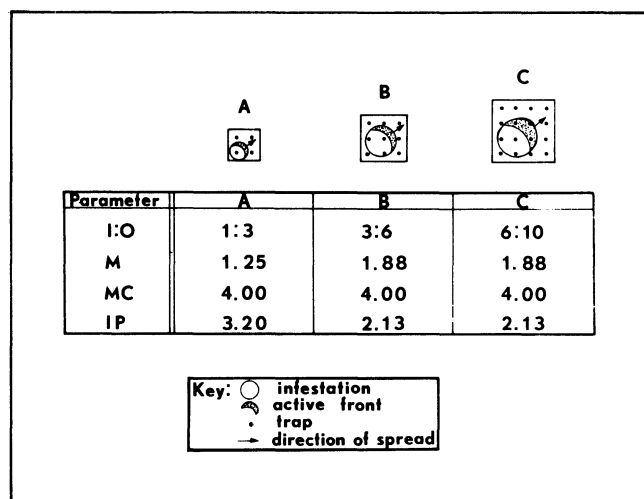 A B C
Parameter A B C
I:O 1:3 3:6 6:10
M 1.25 1.88 1.88
MC 4.00 4.00 4.00
IP 3.20 2.13 2.13
Key: infestation
active front
trap
direction of spread